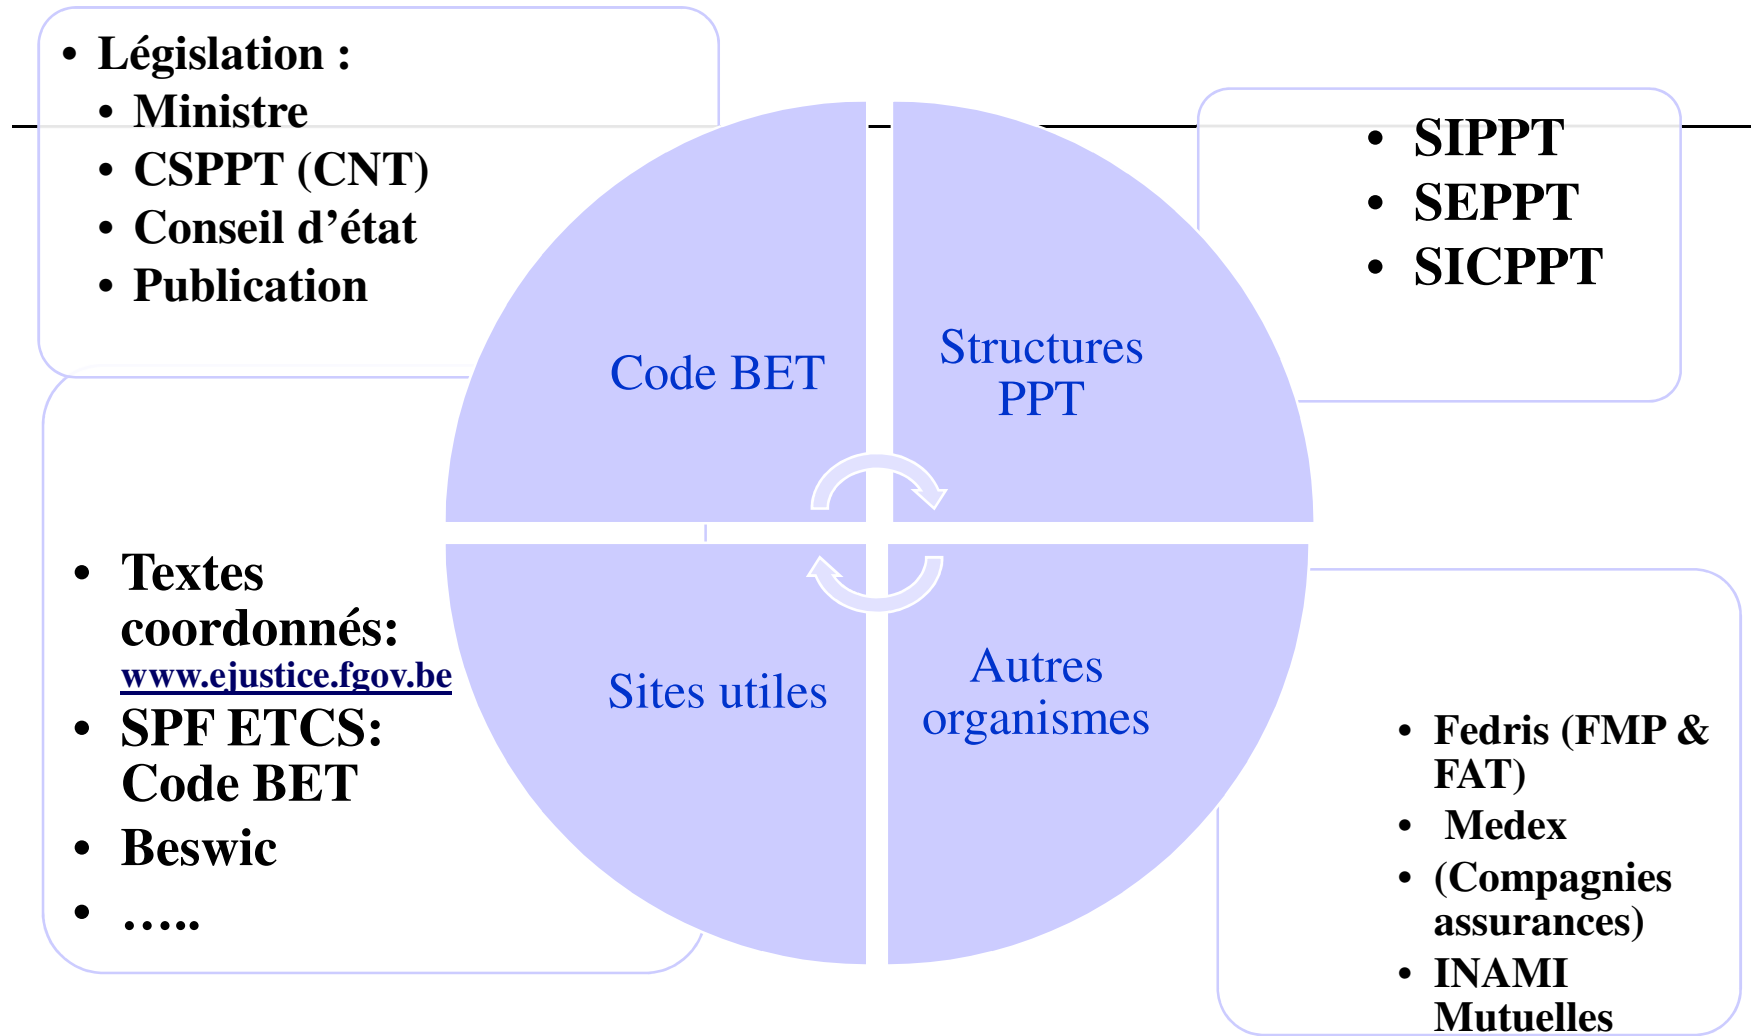 • Législation :
• Ministre
• CSPPT (CNT)
• Conseil d’état
• Publication
Code BET
Structures
PPT
• SIPPT
• SEPPT
• SICPPT
• Textes
coordonnés:
www.ejustice.fgov.be
• SPF ETCS:
Code BET
• Beswic
• …..
Sites utiles
Autres
organismes
• Fedris (FMP &
FAT)
• Medex
• (Compagnies
assurances)
• INAMI
Mutuelles